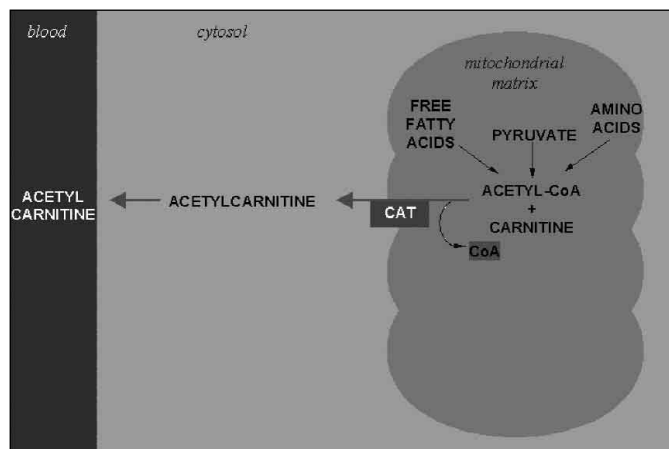 blood
cytosol
mitochondrial
matrix
FREE
FATTY
ACIDS
PYRUVATE
AMINO
ACIDS
ACETYL
CARNITINE
ACETYLCARNITINE
CAT
ACETYL-CoA
+
CARNITINE
CoA